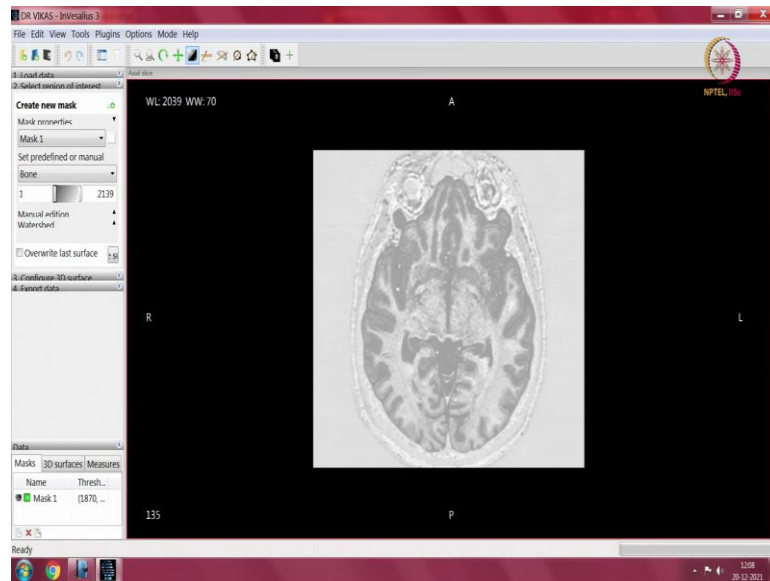 DR VIKAS - InVesalius 3
File Edit View Tools Plugins Options Mode Help
NPTEL, IISc
1. Load data
Axial slice
2. Select region of interest
Create new mask
Mask properties
Mask 1
Set predefined or manual
Bone
1 2139
Manual edition
Watershed
Overwrite last surface
3. Configure 3D surface
4. Export data
WL: 2039 WW: 70
A
R
L
135
P
Data
Masks 3D surfaces Measures
Name Thresh..
Mask 1 (1870, ...
Ready
12:08
20-12-2021